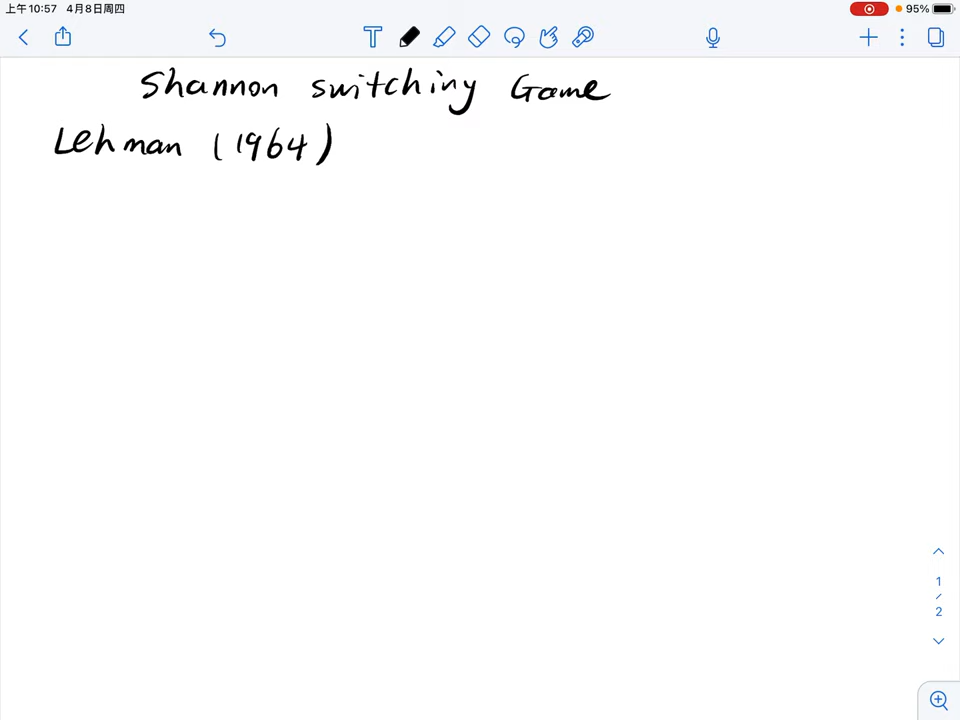 上午10:57 4月8日周四 95%
T
Shannon switching Game
Lehman (1964)
1
/
2